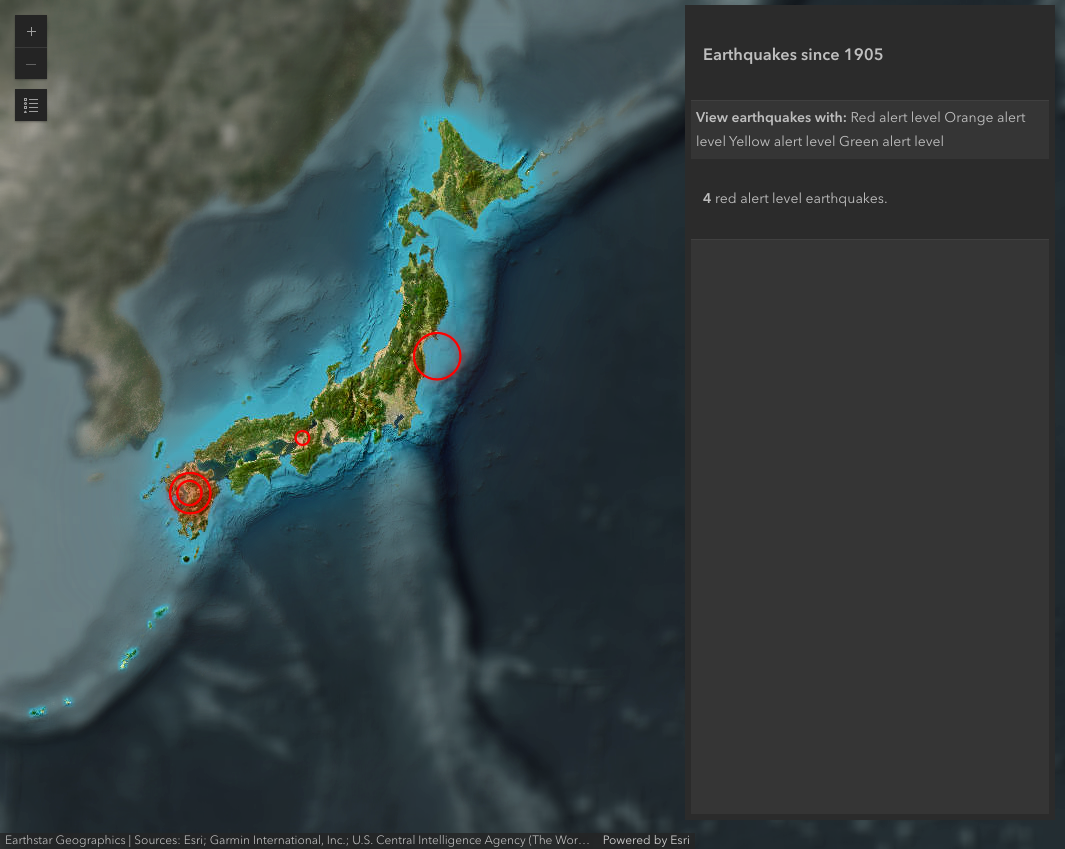 Earthquakes since 1905
View earthquakes with: Red alert level Orange alert
level Yellow alert level Green alert level
4 red alert level earthquakes.
Earthstar Geographics | Sources: Esri; Garmin International, Inc.; U.S. Central Intelligence Agency (The Wor... Powered by Esri